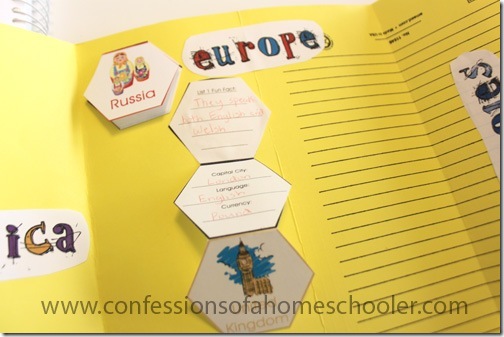 europe
Russia
List 1 Fun Fact:
They speak
both English and
Welsh
Capital City:
London
Language:
English
Currency:
Pound
ica
www.confessionsofahomeschooler.com
Kingdom